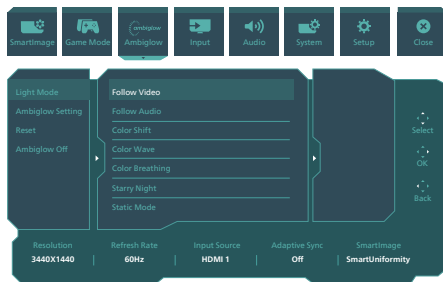 ambiglow
SmartImage
Game Mode
Ambiglow
Input
Audio
System
Setup
Close
Light Mode
Ambiglow Setting
Reset
Ambiglow Off
Follow Video
Follow Audio
Color Shift
Color Wave
Color Breathing
Starry Night
Static Mode
Select
OK
Back
Resolution
Refresh Rate
Input Source
Adaptive Sync
SmartImage
3440X1440
60Hz
HDMI 1
Off
SmartUniformity